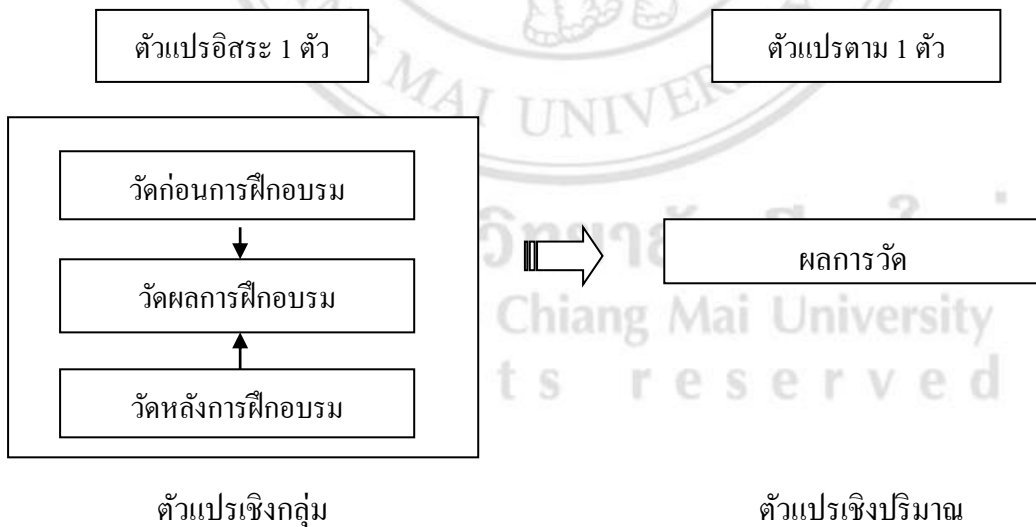 ตัวแปรอิสระ 1 ตัว
ตัวแปรตาม 1 ตัว
MAI UNIVER
วัดก่อนการฝึกอบรม
วัดผลการฝึกอบรม
วัดหลังการฝึกอบรม
ผลการวัด
Chiang Mai University
ts reserved
ตัวแปรเชิงกลุ่ม
ตัวแปรเชิงปริมาณ